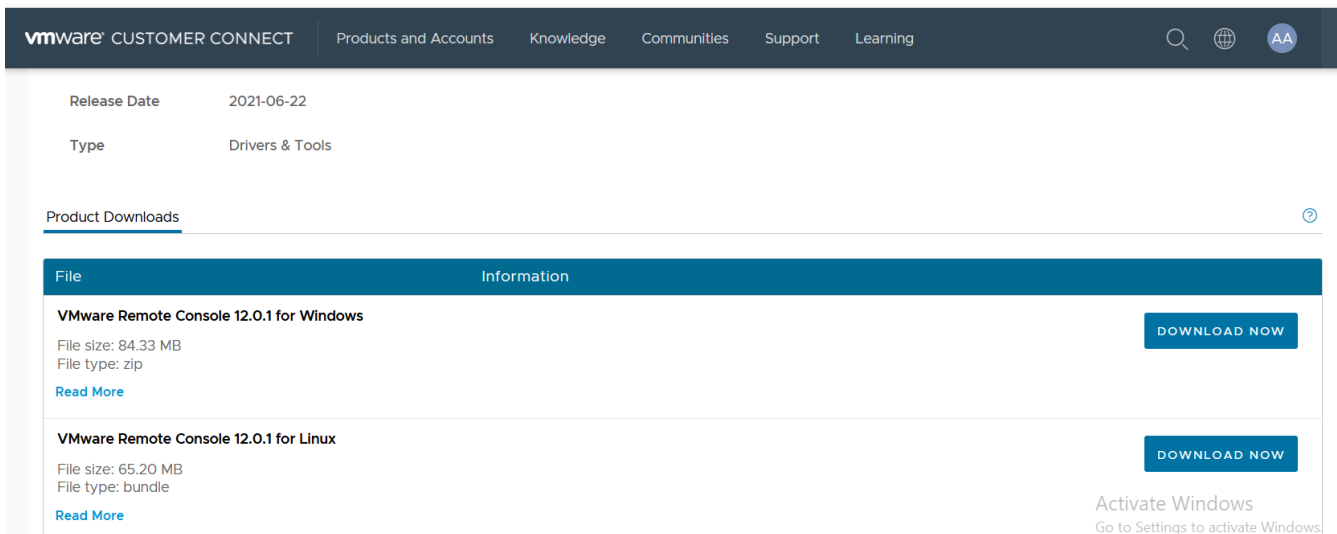 vmware® CUSTOMER CONNECT Products and Accounts Knowledge Communities Support Learning AA
Release Date 2021-06-22
Type Drivers & Tools
Product Downloads
File Information
VMware Remote Console 12.0.1 for Windows
DOWNLOAD NOW
File size: 84.33 MB
File type: zip
Read More
VMware Remote Console 12.0.1 for Linux
DOWNLOAD NOW
File size: 65.20 MB
File type: bundle
Read More
Activate Windows
Go to Settings to activate Windows.